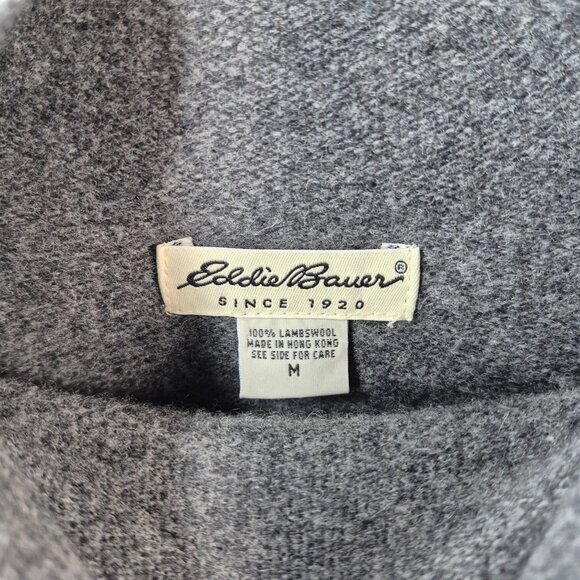 Eddie Bauer®
SINCE 1920
100% LAMBSWOOL
MADE IN HONG KONG
SEE SIDE FOR CARE
M